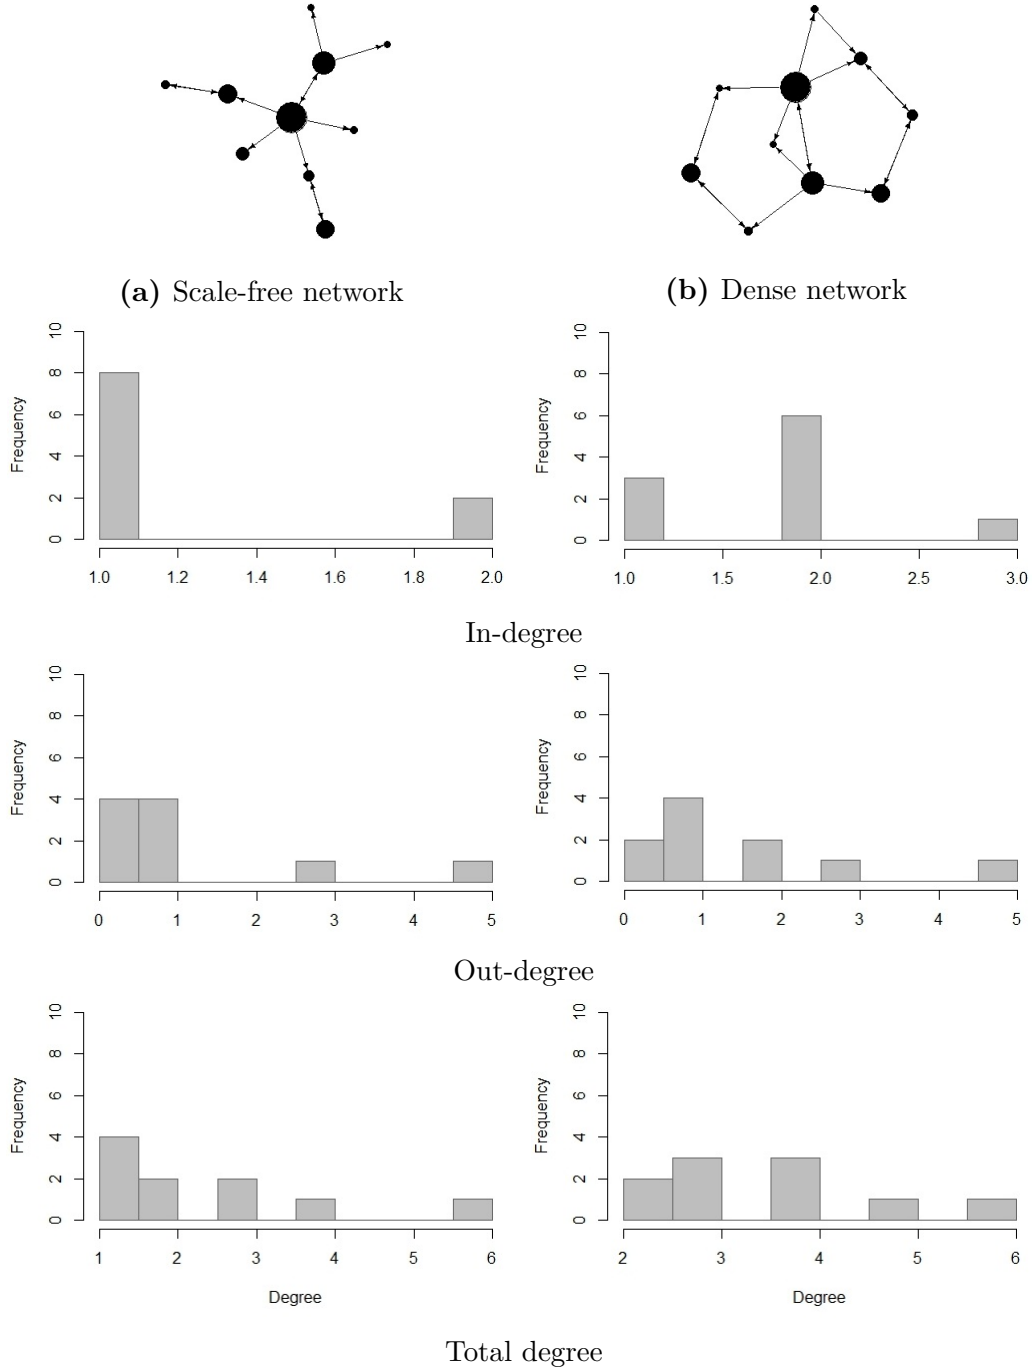 (a) Scale-free network
(b) Dense network
Frequency
0 2 4 6 8 10
1.0 1.2 1.4 1.6 1.8 2.0
Frequency
0 2 4 6 8 10
1.0 1.5 2.0 2.5 3.0
In-degree
Frequency
0 2 4 6 8 10
0 1 2 3 4 5
Frequency
0 2 4 6 8 10
0 1 2 3 4 5
Out-degree
Frequency
0 2 4 6 8 10
1 2 3 4 5 6
Degree
Frequency
0 2 4 6 8 10
2 3 4 5 6
Degree
Total degree